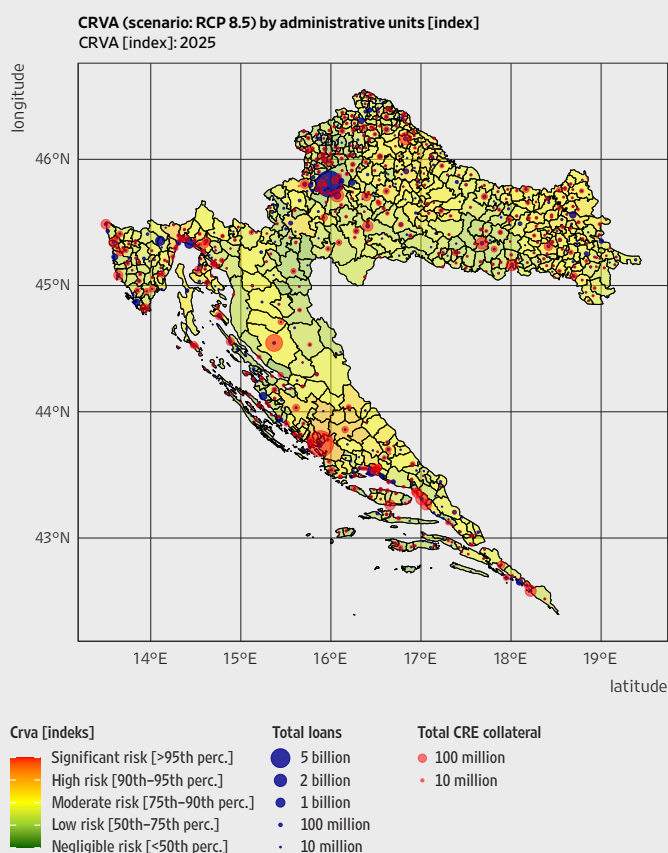 CRVA (scenario: RCP 8.5) by administrative units [index]
CRVA [index]: 2025
longitude
46°N
45°N
44°N
43°N
14°E 15°E 16°E 17°E 18°E 19°E
latitude
Crva [indeks]
Significant risk [>95th perc.]
High risk [90th–95th perc.]
Moderate risk [75th–90th perc.]
Low risk [50th–75th perc.]
Negligible risk [<50th perc.]
Total loans
5 billion
2 billion
1 billion
100 million
10 million
Total CRE collateral
100 million
10 million